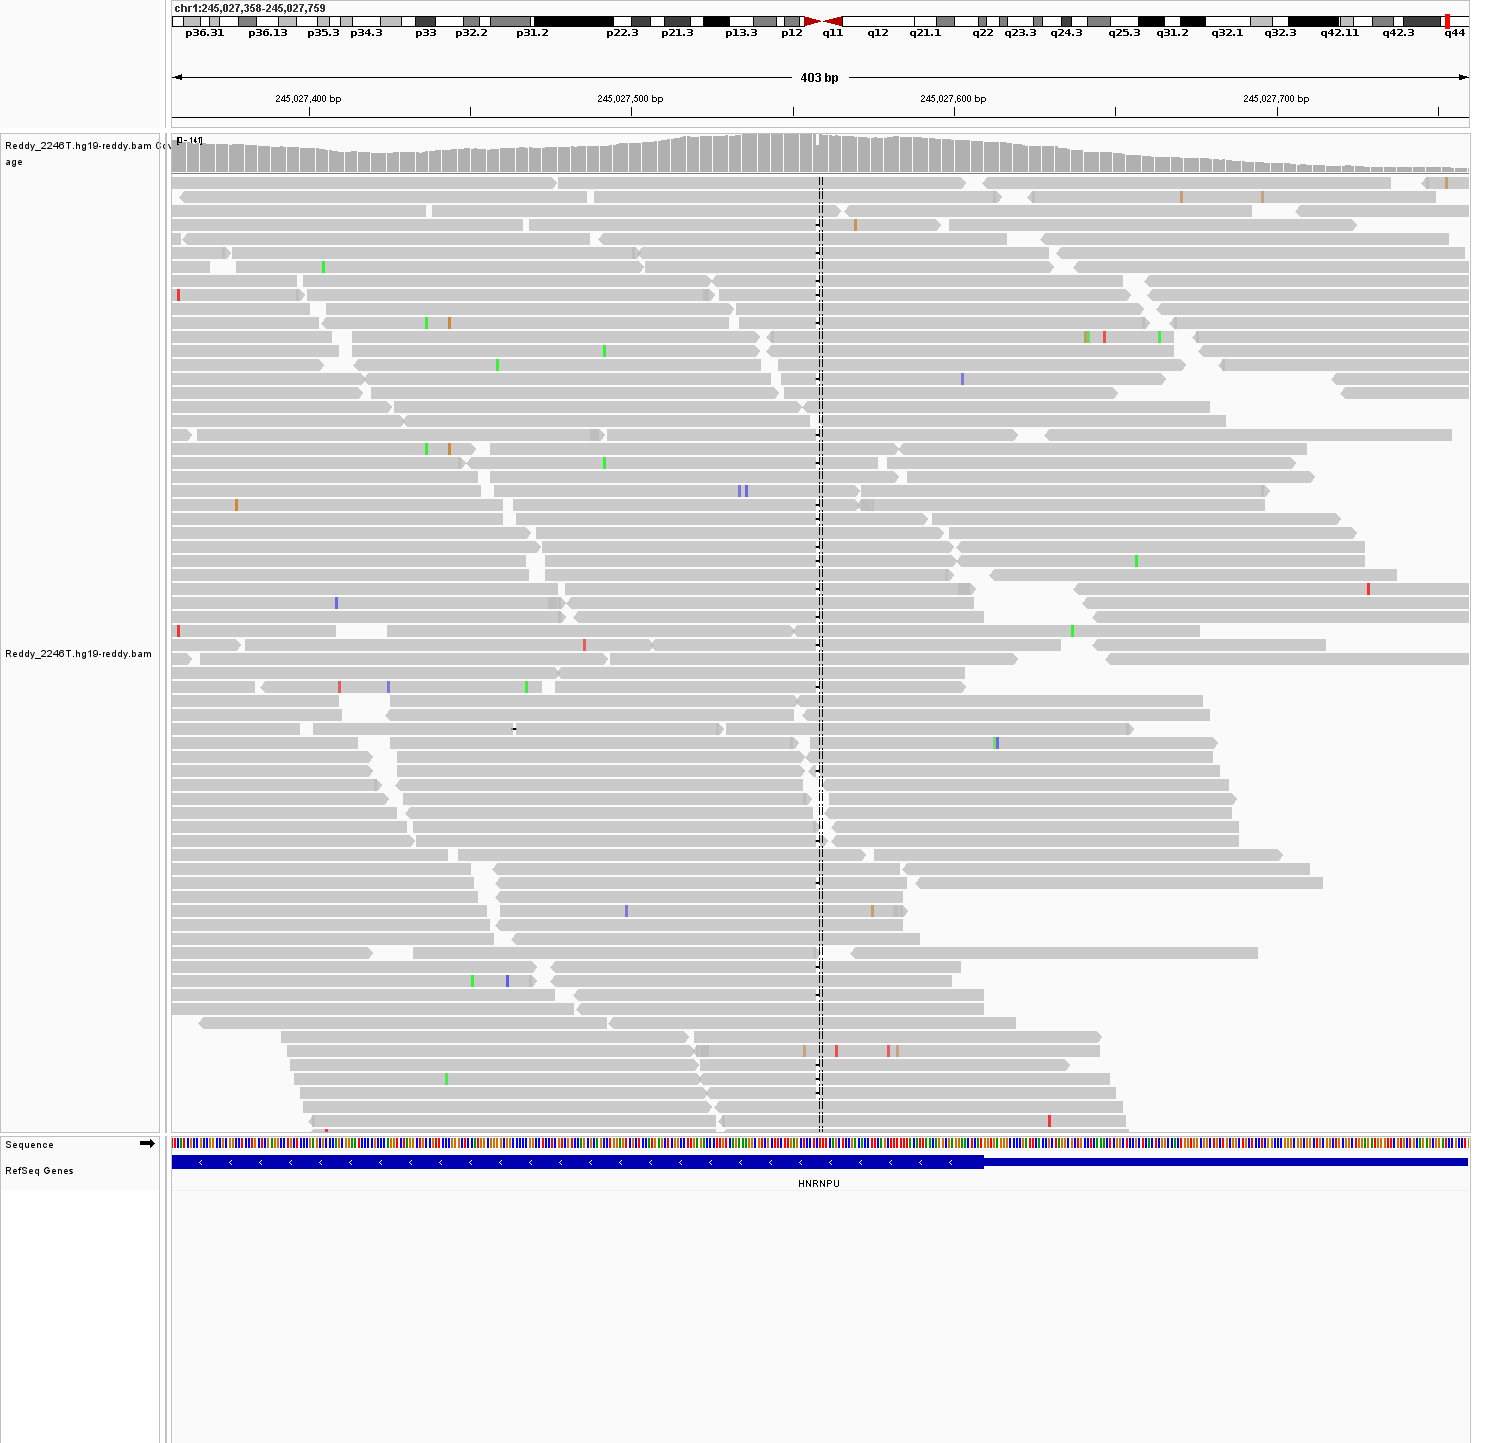 chr1:245,027,358-245,027,759
p36.31 p36.13 p35.3 p34.3 p33 p32.2 p31.2 p22.3 p21.3 p13.3 p12 q11 q12 q21.1 q22 q23.3 q24.3 q25.3 q31.2 q32.1 q32.3 q42.11 q42.3 q44
403 bp
245,027,400 bp 245,027,500 bp 245,027,600 bp 245,027,700 bp
Reddy_2246T.hg19-reddy.bam Cov
age
[0 - 141]
Reddy_2246T.hg19-reddy.bam
Sequence
RefSeq Genes
HNRNPU